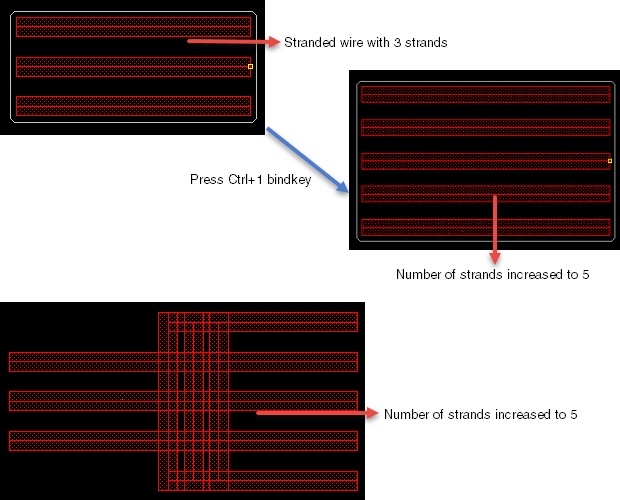 Stranded wire with 3 strands
Press Ctrl+1 bindkey
Number of strands increased to 5
Number of strands increased to 5